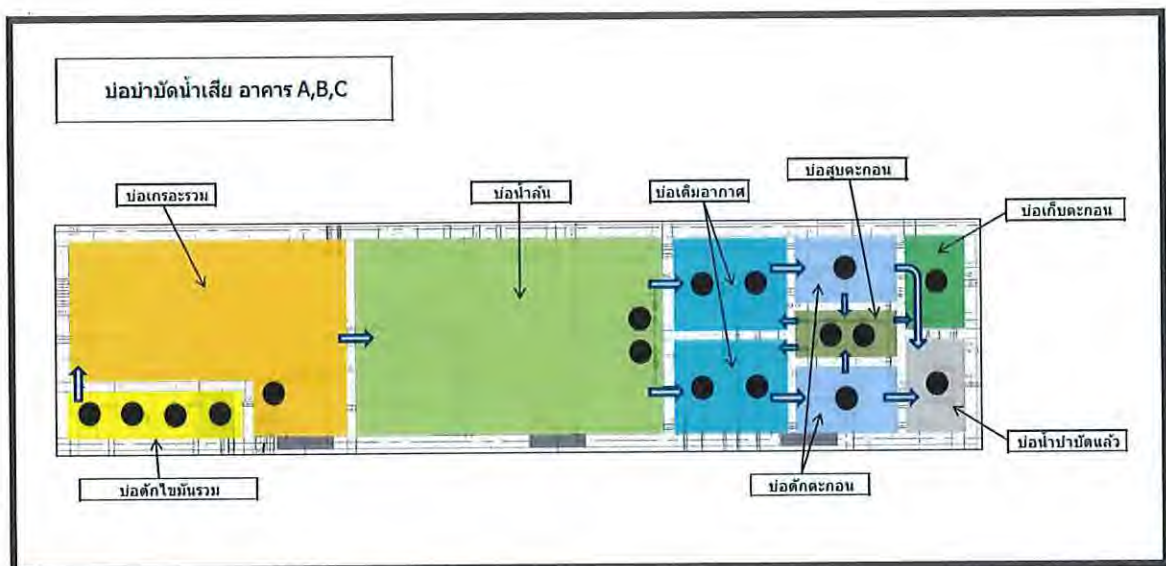 บ่อบำบัดน้ำเสีย อาคาร A,B,C
บ่อสูบตะกอน
บ่อเกรอะรวม
บ่อน้ำล้น
บ่อเติมอากาศ
บ่อเก็บตะกอน
บ่อน้ำบำบัดแล้ว
บ่อดักไขมันรวม
บ่อดักตะกอน